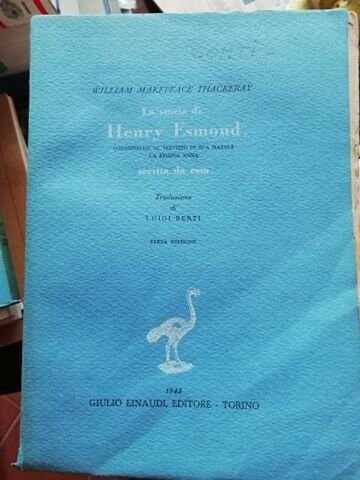 CONTI
WILLIAM MAKEPEACE THACKERAY
La storia di
Henry Esmond
COLONNELLO AL SERVIZIO DI SUA MAESTÀ
LA REGINA ANNA
scritta da esso
Traduzione
di
LUIGI BERTI
TERZA EDIZIONE
GIULIO EINAUDI, EDITORE - TORINO